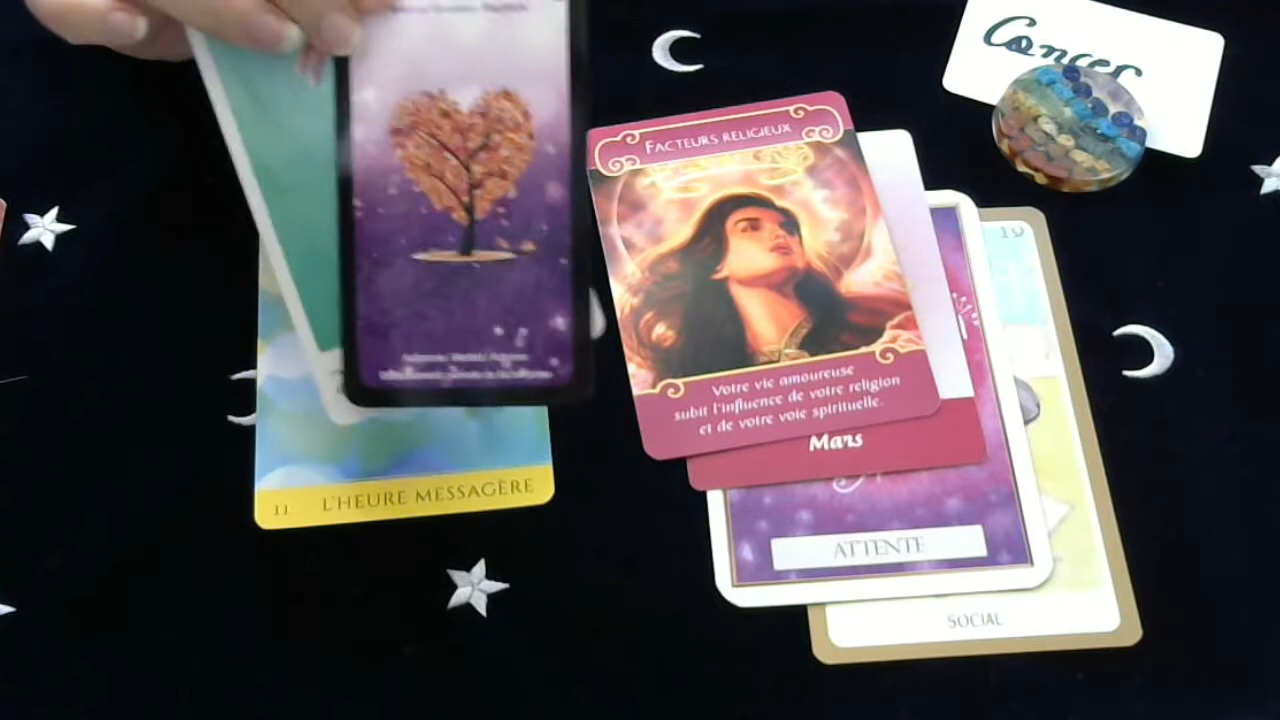 Cancer
FACTEURS RELIGIEUX
19
Votre vie amoureuse
subit l'influence de votre religion
et de votre voie spirituelle.
Mars
11 L'HEURE MESSAGÈRE
ATTENTE
SOCIAL